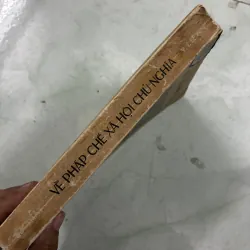 VỀ PHÁP CHẾ XÃ HỘI CHỦ NGHĨA